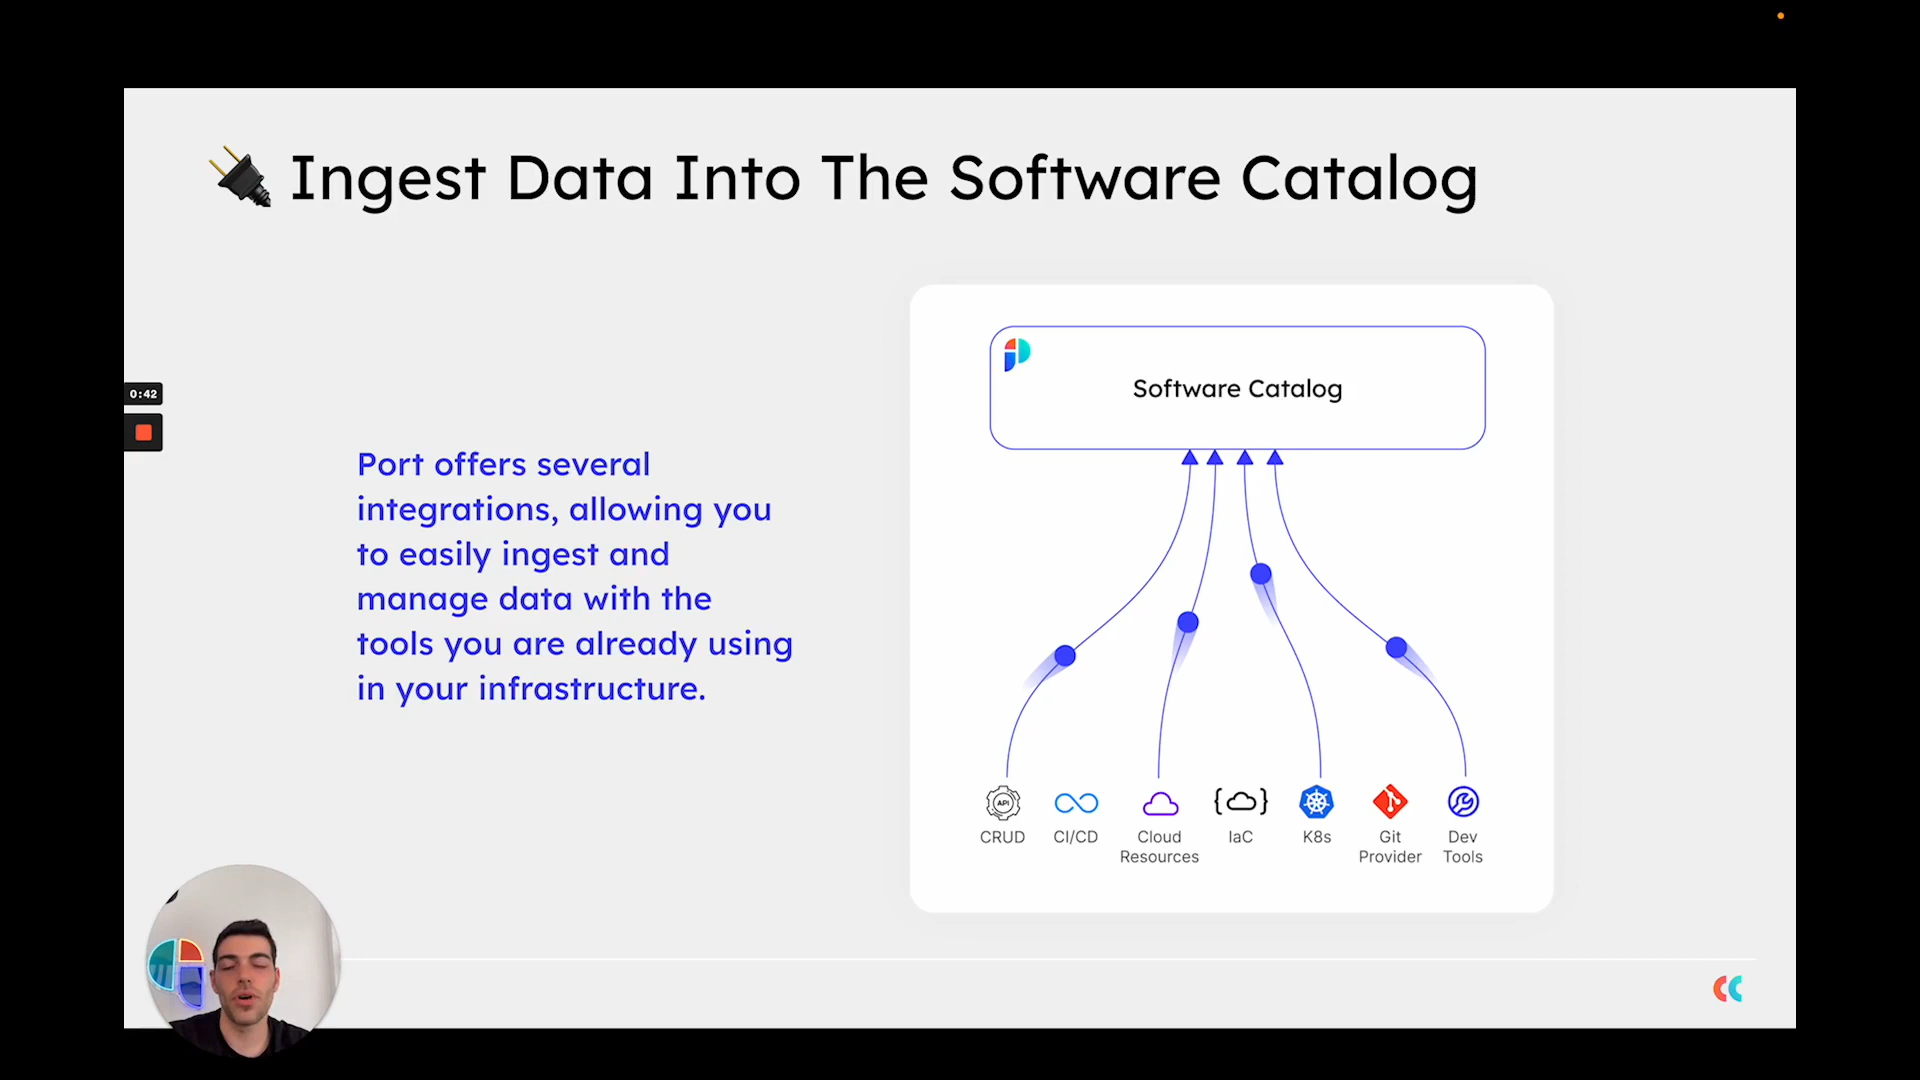 Ingest Data Into The Software Catalog
0:42
Port offers several
integrations, allowing you
to easily ingest and
manage data with the
tools you are already using
in your infrastructure.
Software Catalog
API
CRUD
CI/CD
Cloud
Resources
IaC
K8s
Git
Provider
Dev
Tools